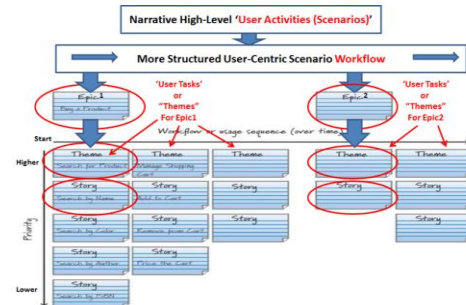 Narrative High-Level ‘User Activities (Scenarios)’
More Structured User-Centric Scenario Workflow
Epic1
Buy a Product
‘User Tasks’
or
“Themes”
For Epic1
Epic2
‘User Tasks’
or
“Themes”
For Epic2
Start
Workflow or usage sequence (over time)
Higher
Priority
Lower
Theme
Search for Product
Theme
Manage Shopping
Cart
Theme
Theme
Theme
Story
Search by Name
Story
Add to Cart
Story
Story
Story
Story
Search by Color
Story
Remove from Cart
Story
Story
Story
Search by Author
Story
Price the Cart
Story
Story
Search by ISBN